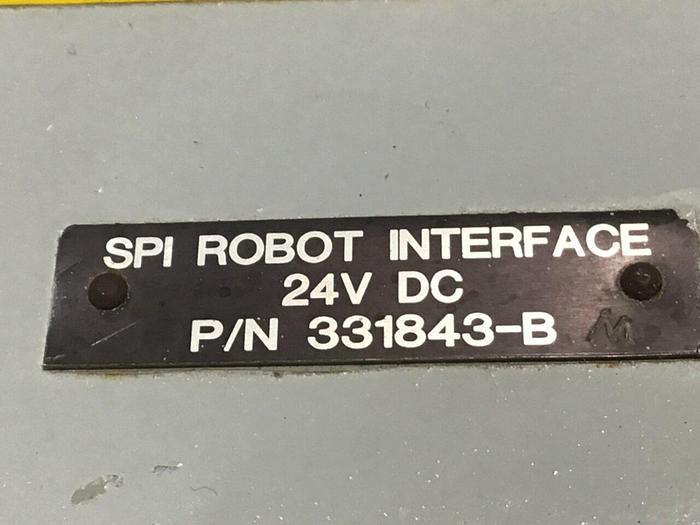 SPI ROBOT INTERFACE
24V DC
P/N 331843-B M